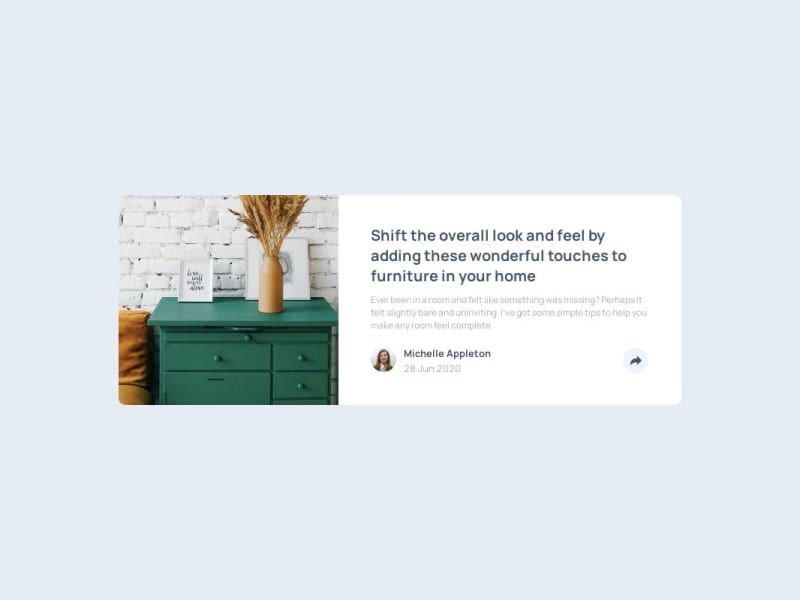 Shift the overall look and feel by
adding these wonderful touches to
furniture in your home
Ever been in a room and felt like something was missing? Perhaps it
felt slightly bare and uninviting. I've got some simple tips to help you
make any room feel complete.
Michelle Appleton
28 Jun 2020